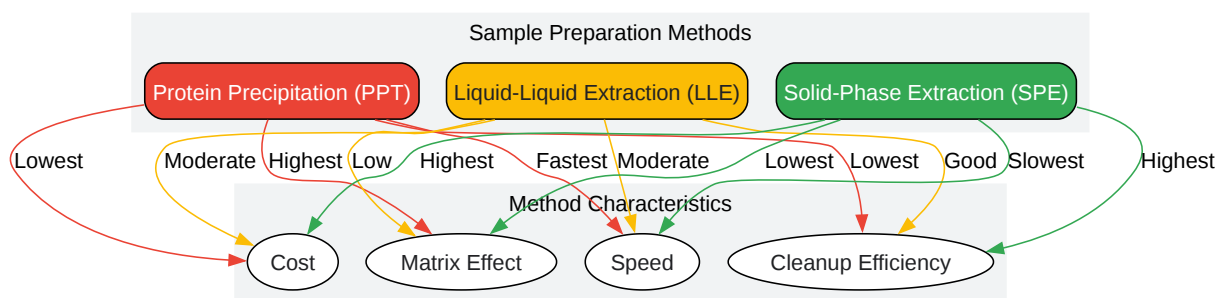 Sample Preparation Methods
Protein Precipitation (PPT)
Liquid-Liquid Extraction (LLE)
Solid-Phase Extraction (SPE)
Lowest
Moderate
Highest
Low
Highest
Fastest
Moderate
Lowest
Lowest
Good
Slowest
Highest
Method Characteristics
Cost
Matrix Effect
Speed
Cleanup Efficiency